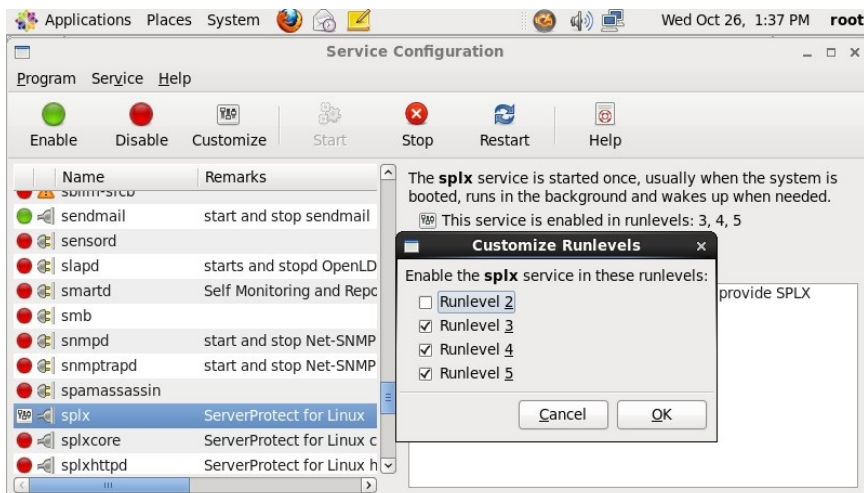 Applications Places System Wed Oct 26, 1:37 PM root
Service Configuration
Program Service Help
Enable Disable Customize Start Stop Restart Help
Name Remarks
sblim-sfcb
sendmail start and stop sendmail
sensord
slapd starts and stopd OpenLD
smartd Self Monitoring and Repo
smb
snmpd start and stop Net-SNMP
snmptrapd start and stop Net-SNMP
spamassassin
splx ServerProtect for Linux
splxcore ServerProtect for Linux c
splxhttpd ServerProtect for Linux h
The splx service is started once, usually when the system is
booted, runs in the background and wakes up when needed.
This service is enabled in runlevels: 3, 4, 5
provide SPLX
Customize Runlevels
Enable the splx service in these runlevels:
Runlevel 2
Runlevel 3
Runlevel 4
Runlevel 5
Cancel OK